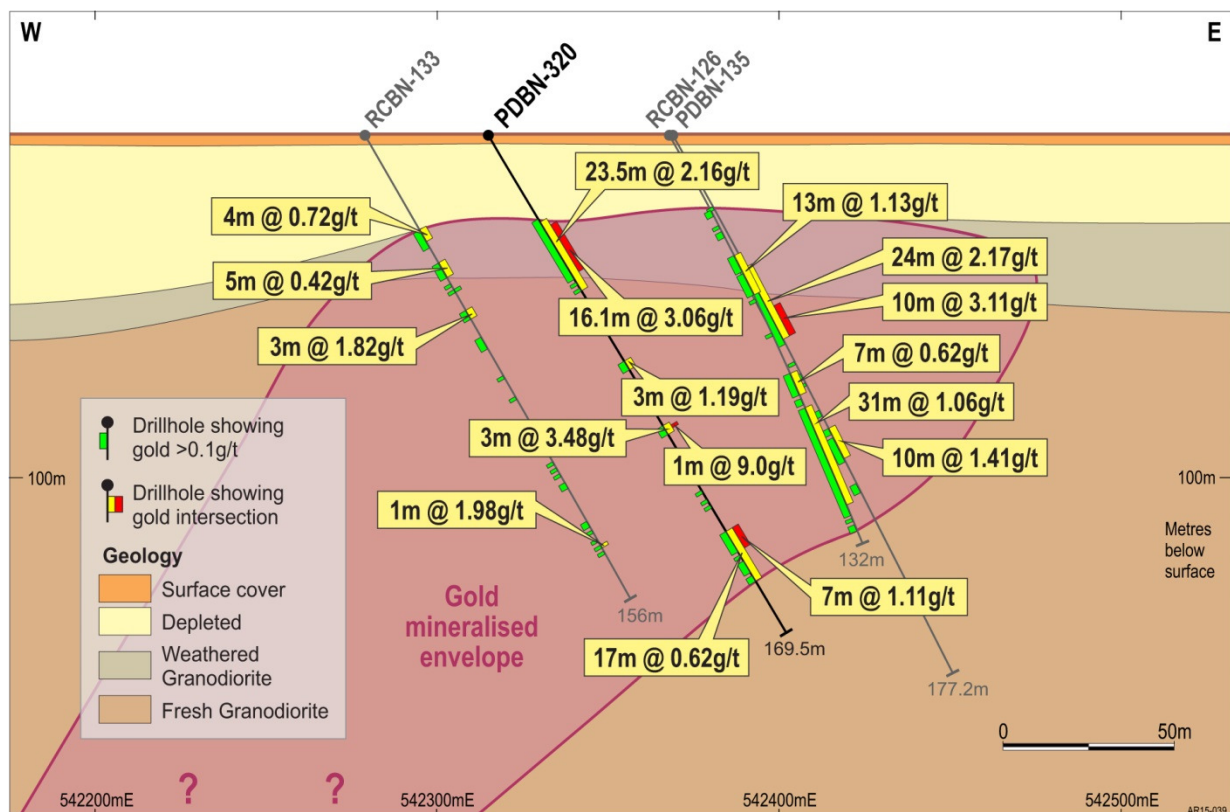 W
E
RCBN-133
PDBN-320
RCBN-126
PDBN-135
23.5m @ 2.16g/t
13m @ 1.13g/t
4m @ 0.72g/t
24m @ 2.17g/t
5m @ 0.42g/t
10m @ 3.11g/t
16.1m @ 3.06g/t
3m @ 1.82g/t
7m @ 0.62g/t
3m @ 1.19g/t
31m @ 1.06g/t
3m @ 3.48g/t
10m @ 1.41g/t
1m @ 9.0g/t
1m @ 1.98g/t
7m @ 1.11g/t
17m @ 0.62g/t
132m
156m
169.5m
177.2m
Gold
mineralised
envelope
100m
100m
Metres
below
surface
Drillhole showing
gold >0.1g/t
Drillhole showing
gold intersection
Geology
Surface cover
Depleted
Weathered
Granodiorite
Fresh Granodiorite
0 50m
? ?
542200mE 542300mE 542400mE 542500mE
AR15-039